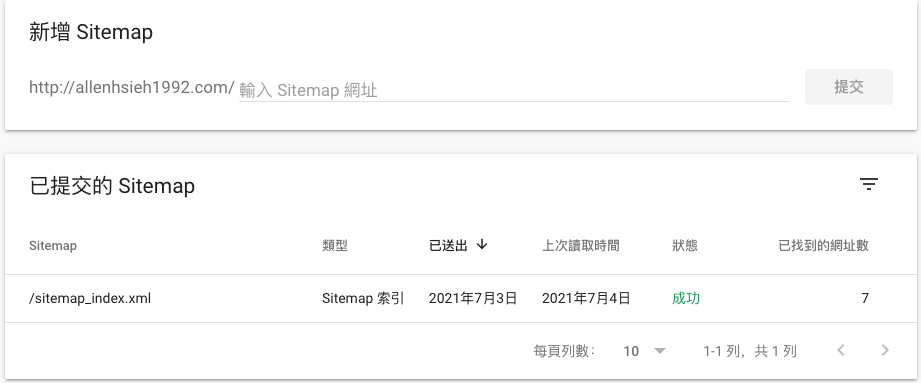 新增 Sitemap
http://allenhsieh1992.com/ 輸入 Sitemap 網址 提交
已提交的 Sitemap
Sitemap 類型 已送出 上次讀取時間 狀態 已找到的網址數
/sitemap_index.xml Sitemap 索引 2021年7月3日 2021年7月4日 成功 7
每頁列數： 10 1-1 列，共 1 列